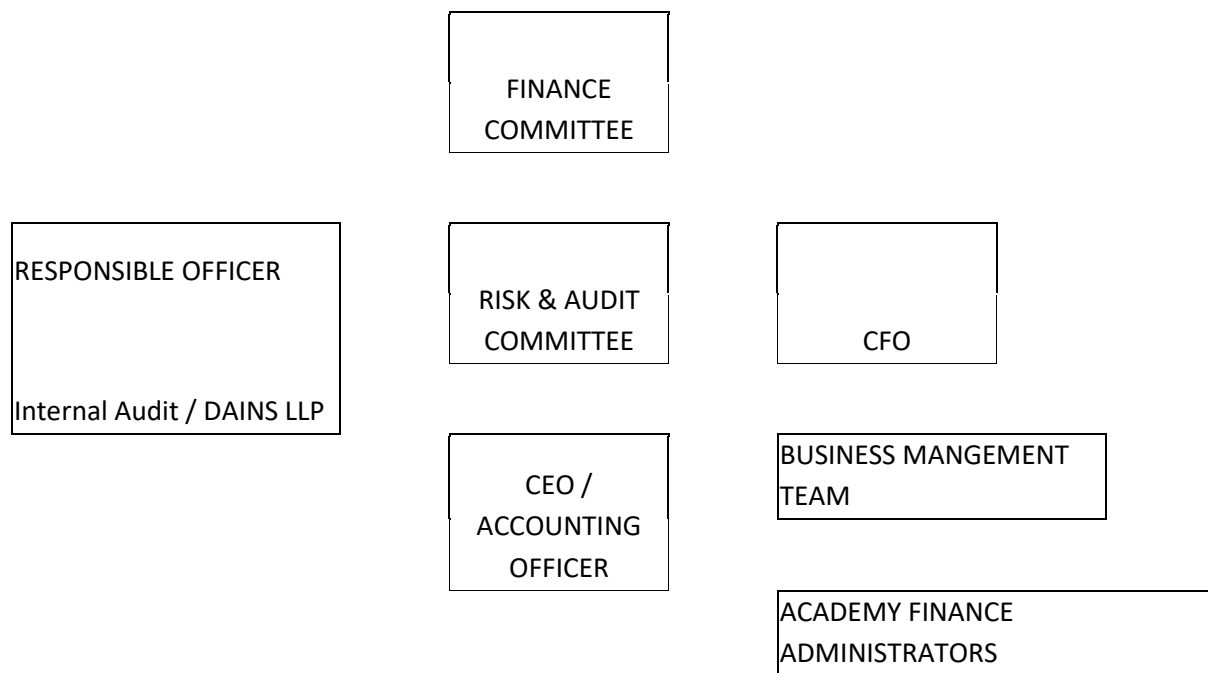 FINANCE
COMMITTEE
RESPONSIBLE OFFICER
Internal Audit / DAINS LLP
RISK & AUDIT
COMMITTEE
CFO
CEO /
ACCOUNTING
OFFICER
BUSINESS MANGEMENT
TEAM
ACADEMY FINANCE
ADMINISTRATORS